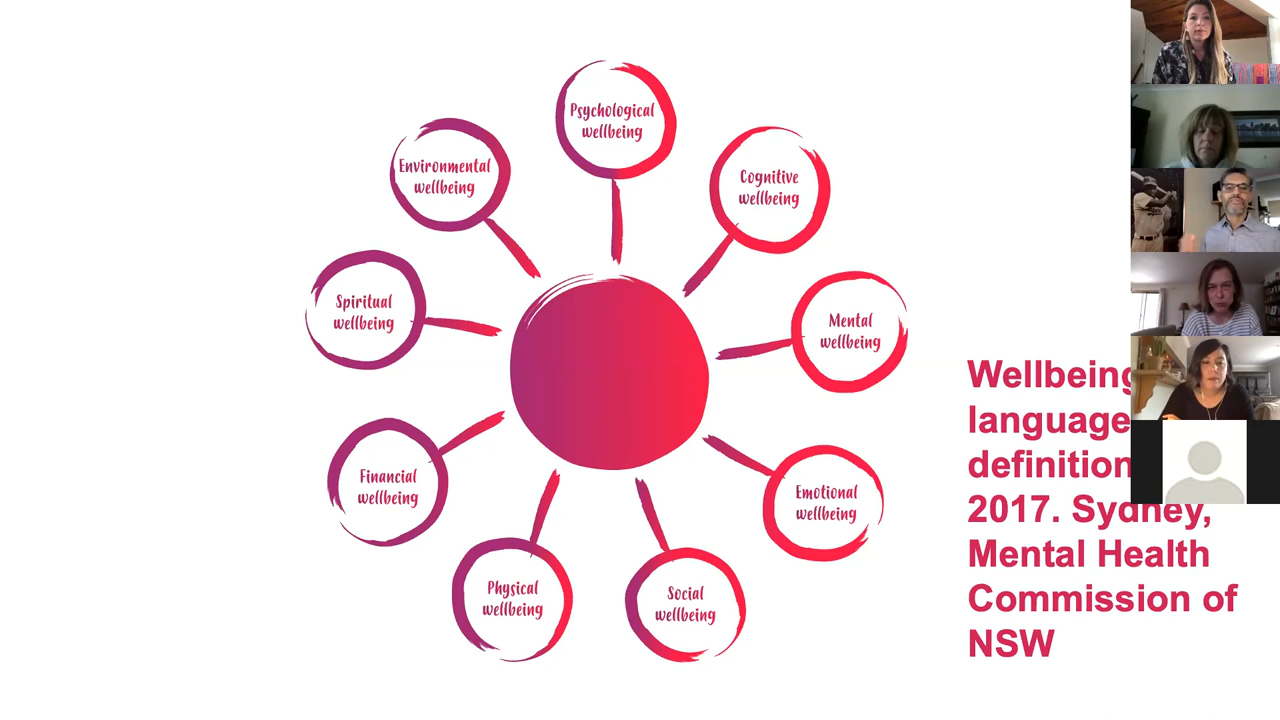 Psychological
wellbeing
Cognitive
wellbeing
Mental
wellbeing
Emotional
wellbeing
Social
wellbeing
Physical
wellbeing
Financial
wellbeing
Spiritual
wellbeing
Environmental
wellbeing
Wellbeing
language
definition
2017. Sydney,
Mental Health
Commission of
NSW